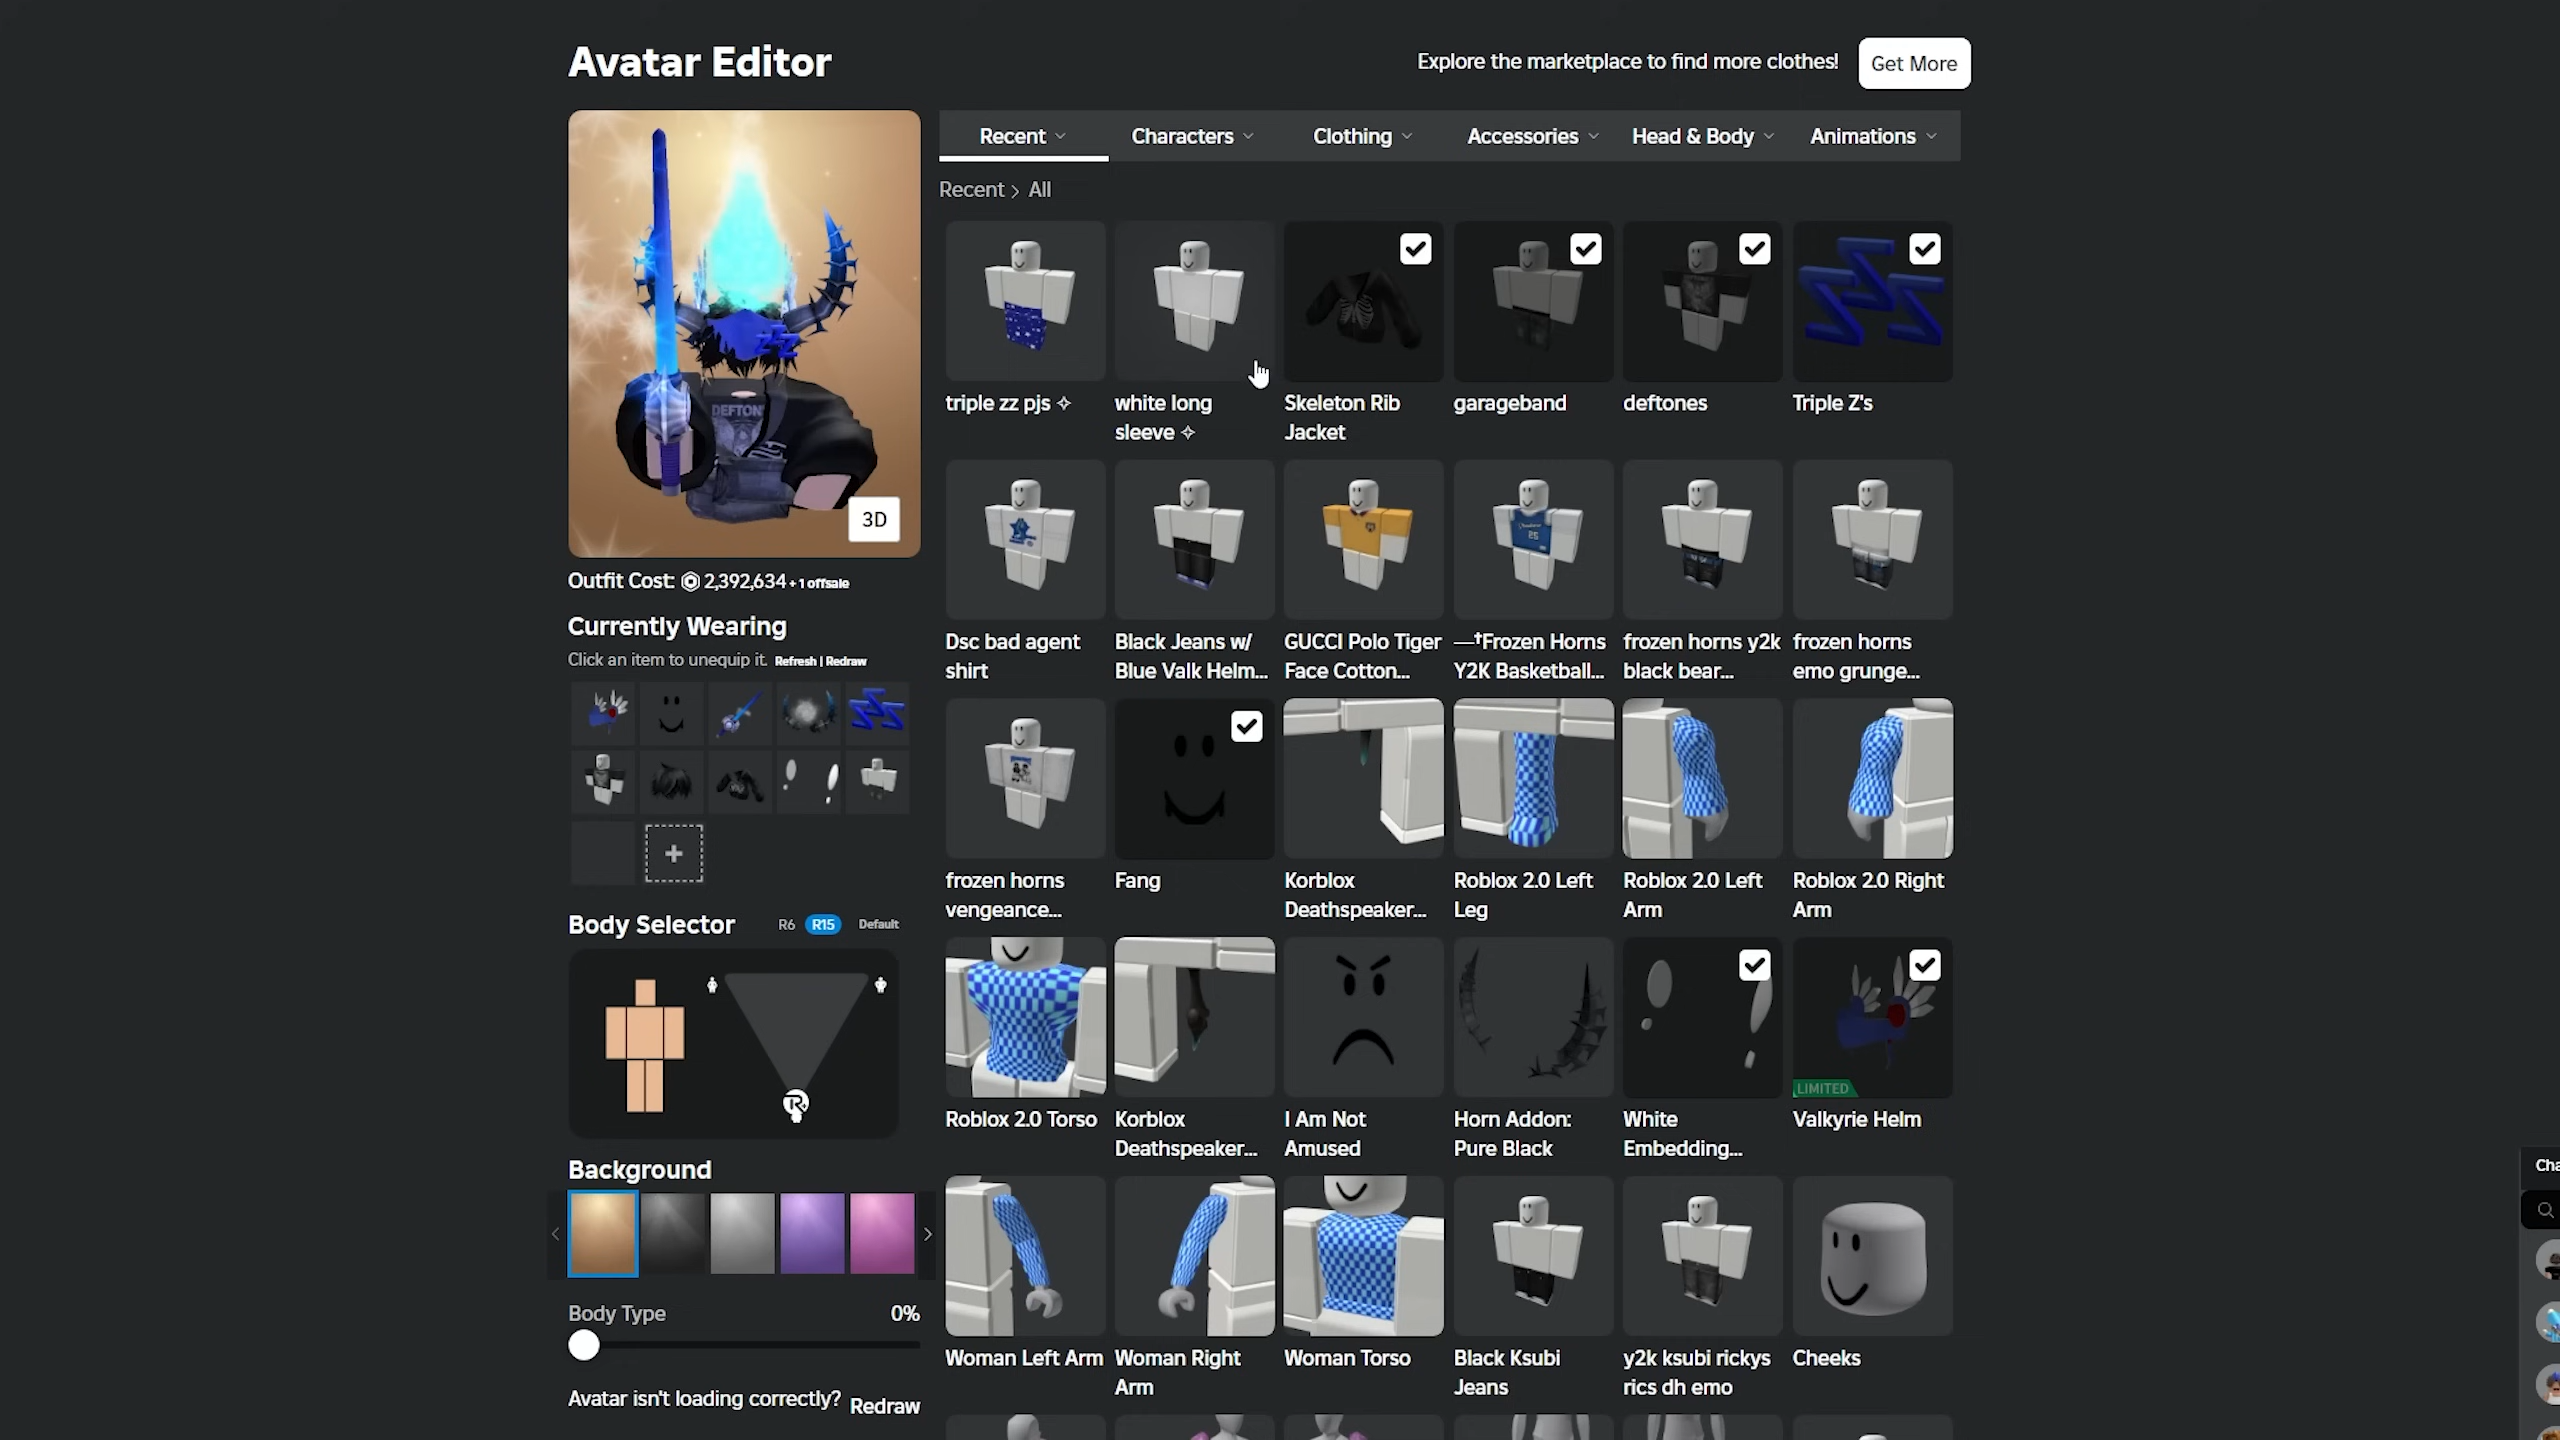 Avatar Editor
Explore the marketplace to find more clothes!
Get More
Recent
Characters
Clothing
Accessories
Head & Body
Animations
Recent > All
DEFTON
3D
Outfit Cost: 2,392,634 + 1 offsale
Currently Wearing
Click an item to unequip it. Refresh | Redraw
Body Selector
R6
R15
Default
Background
Body Type
0%
Avatar isn't loading correctly?
Redraw
triple zz pjs ✧
white long
sleeve ✧
Skeleton Rib
Jacket
garageband
deftones
Triple Z's
25
Dsc bad agent
shirt
Black Jeans w/
Blue Valk Helm...
GUCCI Polo Tiger
Face Cotton...
—†Frozen Horns
Y2K Basketball...
frozen horns y2k
black bear...
frozen horns
emo grunge...
frozen horns
vengeance...
Fang
Korblox
Deathspeaker...
Roblox 2.0 Left
Leg
Roblox 2.0 Left
Arm
Roblox 2.0 Right
Arm
LIMITED
Roblox 2.0 Torso
Korblox
Deathspeaker...
I Am Not
Amused
Horn Addon:
Pure Black
White
Embedding...
Valkyrie Helm
Woman Left Arm
Woman Right
Arm
Woman Torso
Black Ksubi
Jeans
y2k ksubi rickys
rics dh emo
Cheeks
Cha